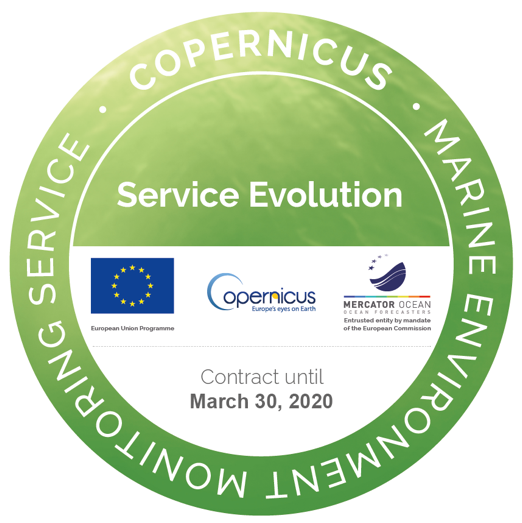 COPERNICUS • MARINE ENVIRONMENT MONITORING SERVICE •
Service Evolution
Copernicus
Europe's eyes on Earth
MERCATOR OCEAN
OCEAN FORECASTERS
European Union Programme
Entrusted entity by mandate
of the European Commission
Contract until
March 30, 2020